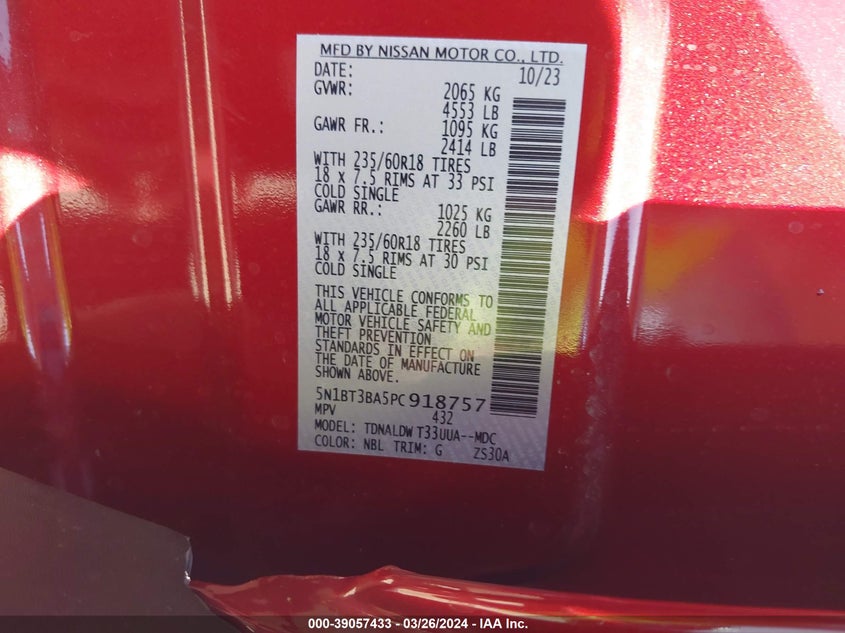 MFD BY NISSAN MOTOR CO., LTD.
DATE: 10/23
GVWR: 2065 KG
4553 LB
GAWR FR.: 1095 KG
2414 LB
WITH 235/60R18 TIRES
18 x 7.5 RIMS AT 33 PSI
COLD SINGLE
GAWR RR.: 1025 KG
2260 LB
WITH 235/60R18 TIRES
18 x 7.5 RIMS AT 30 PSI
COLD SINGLE
THIS VEHICLE CONFORMS TO
ALL APPLICABLE FEDERAL
MOTOR VEHICLE SAFETY AND
THEFT PREVENTION
STANDARDS IN EFFECT ON
THE DATE OF MANUFACTURE
SHOWN ABOVE.
5N1BT3BA5PC918757
MPV 432
MODEL: TDNALDW T33UUA--MDC
COLOR: NBL TRIM: G ZS30A
000-39057433 - 03/26/2024 - IAA Inc.